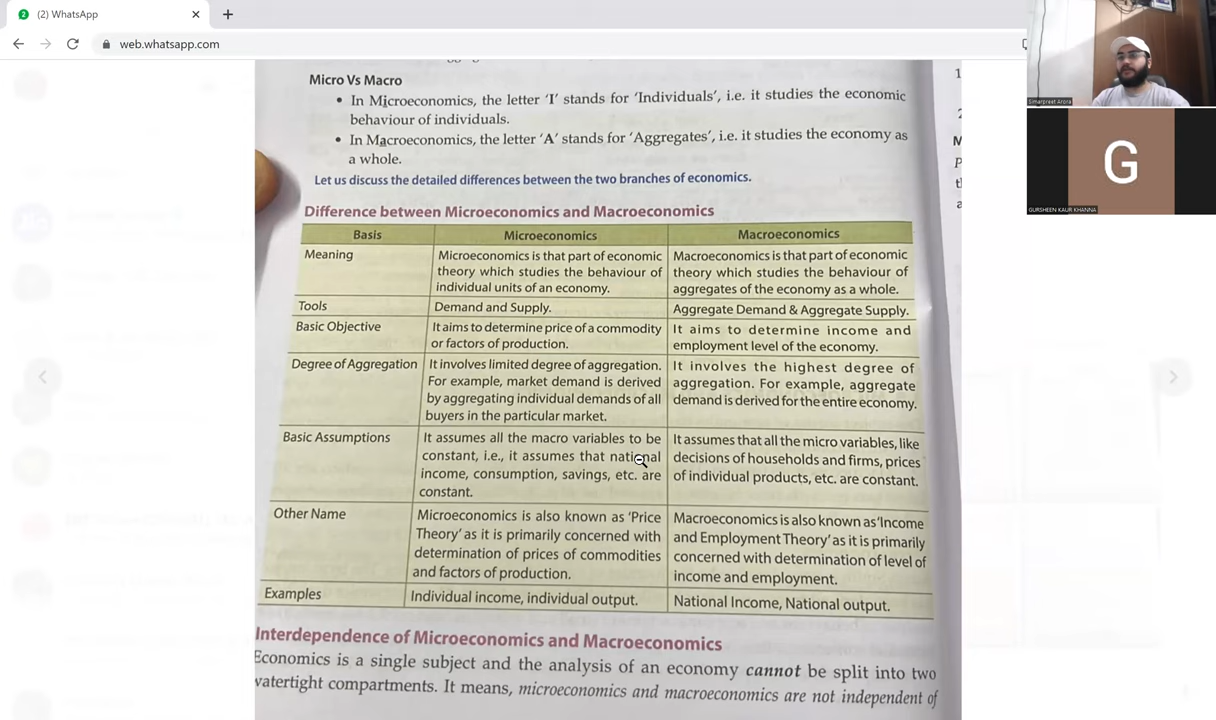 2 (2) WhatsApp
web.whatsapp.com
Micro Vs Macro
• In Microeconomics, the letter 'I' stands for 'Individuals', i.e. it studies the economic
behaviour of individuals.
• In Macroeconomics, the letter 'A' stands for 'Aggregates', i.e. it studies the economy as
a whole.
Let us discuss the detailed differences between the two branches of economics.
Difference between Microeconomics and Macroeconomics
Basis Microeconomics Macroeconomics
Meaning
Microeconomics is that part of economic
theory which studies the behaviour of
individual units of an economy.
Macroeconomics is that part of economic
theory which studies the behaviour of
aggregates of the economy as a whole.
Tools
Demand and Supply.
Aggregate Demand & Aggregate Supply.
Basic Objective
It aims to determine price of a commodity
or factors of production.
It aims to determine income and
employment level of the economy.
Degree of Aggregation
It involves limited degree of aggregation.
For example, market demand is derived
by aggregating individual demands of all
buyers in the particular market.
It involves the highest degree of
aggregation. For example, aggregate
demand is derived for the entire economy.
Basic Assumptions
It assumes all the macro variables to be
constant, i.e., it assumes that national
income, consumption, savings, etc. are
constant.
It assumes that all the micro variables, like
decisions of households and firms, prices
of individual products, etc. are constant.
Other Name
Microeconomics is also known as 'Price
Theory' as it is primarily concerned with
determination of prices of commodities
and factors of production.
Macroeconomics is also known as 'Income
and Employment Theory' as it is primarily
concerned with determination of level of
income and employment.
Examples
Individual income, individual output.
National Income, National output.
Interdependence of Microeconomics and Macroeconomics
Economics is a single subject and the analysis of an economy cannot be split into two
watertight compartments. It means, microeconomics and macroeconomics are not independent of
Simarpreet Arora
G
GURSHEEN KAUR KHANNA